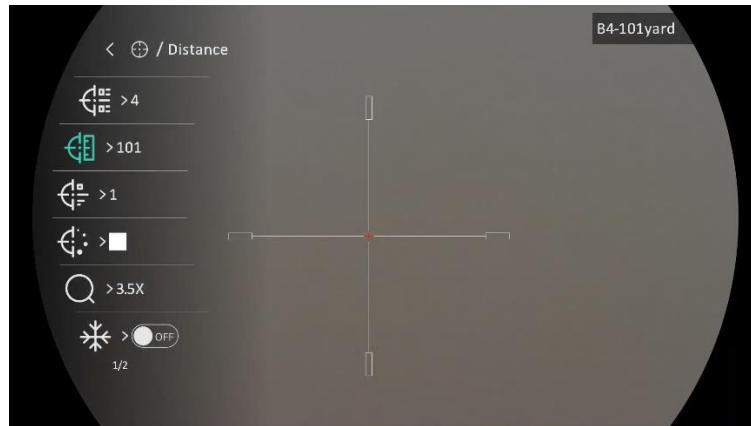 B4-101yard
< / Distance
>4
>101
>1
>
>3.5X
> OFF
1/2